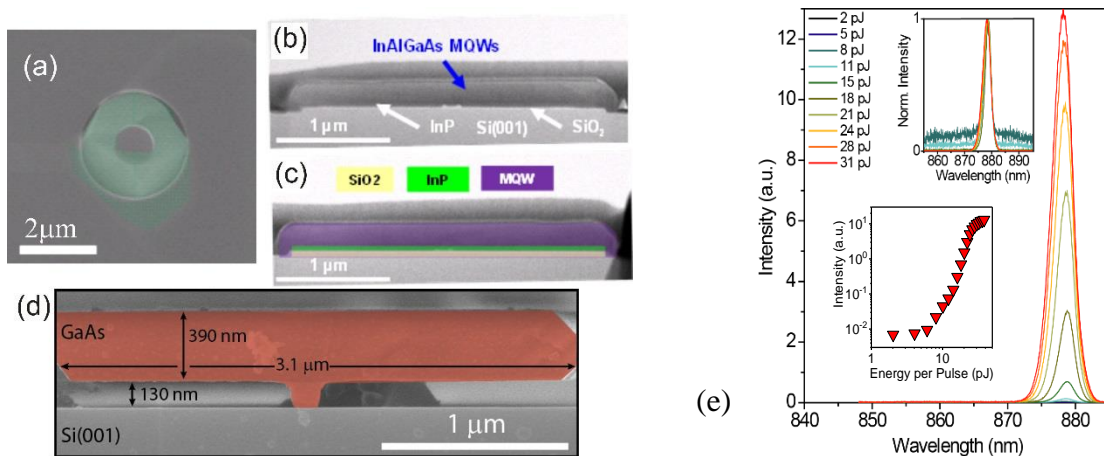 (a)
2μm
(b)
InAlGaAs MQWs
1 μm
InP
Si(001)
SiO₂
(c)
SiO2
InP
MQW
1 μm
(d)
GaAs
390 nm
3.1 μm
130 nm
Si(001)
1 μm
(e)
Intensity (a.u.)
12
10
8
6
4
2
0
840
850
860
870
880
Wavelength (nm)
2 pJ
5 pJ
8 pJ
11 pJ
15 pJ
18 pJ
21 pJ
24 pJ
28 pJ
31 pJ
Norm. Intensity
1
0
860
875
890
Wavelength (nm)
Intensity (a.u.)
10¹
10⁰
10⁻¹
10⁻²
1
10
Energy per Pulse (pJ)